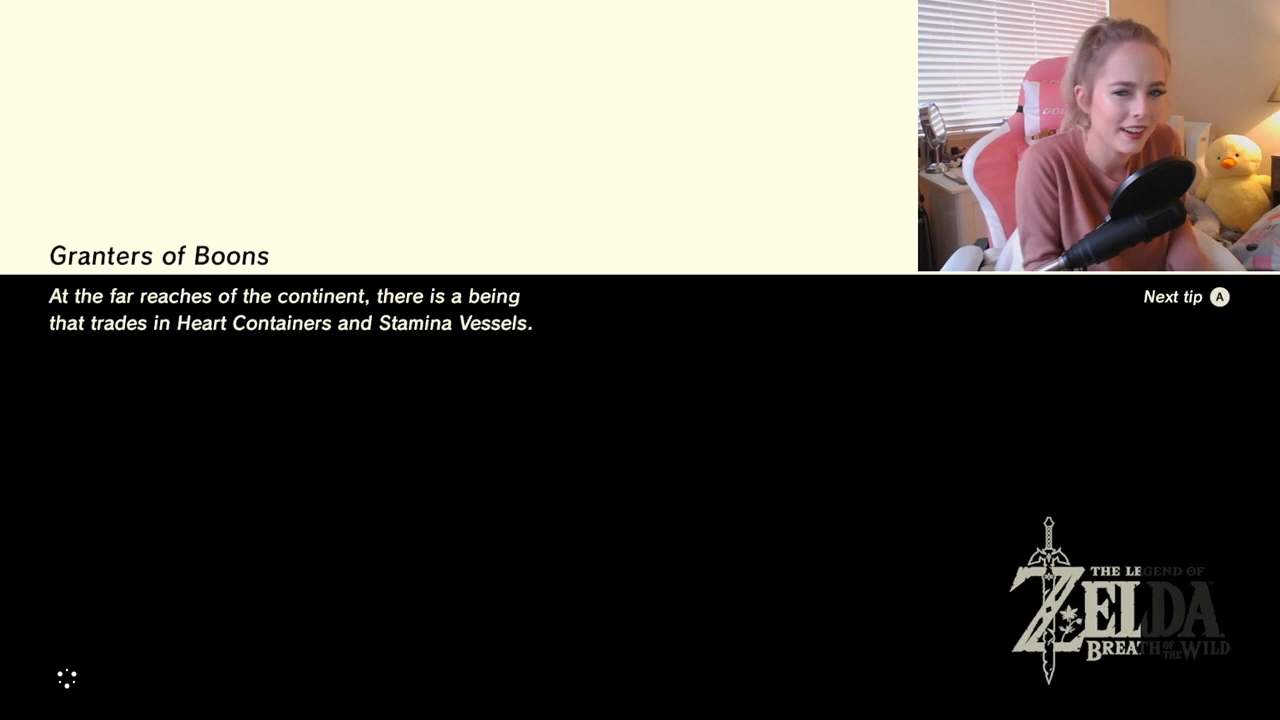 Granters of Boons
At the far reaches of the continent, there is a being
that trades in Heart Containers and Stamina Vessels.
Next tip A
THE LEGEND OF
ZELDA
BREATH OF THE WILD